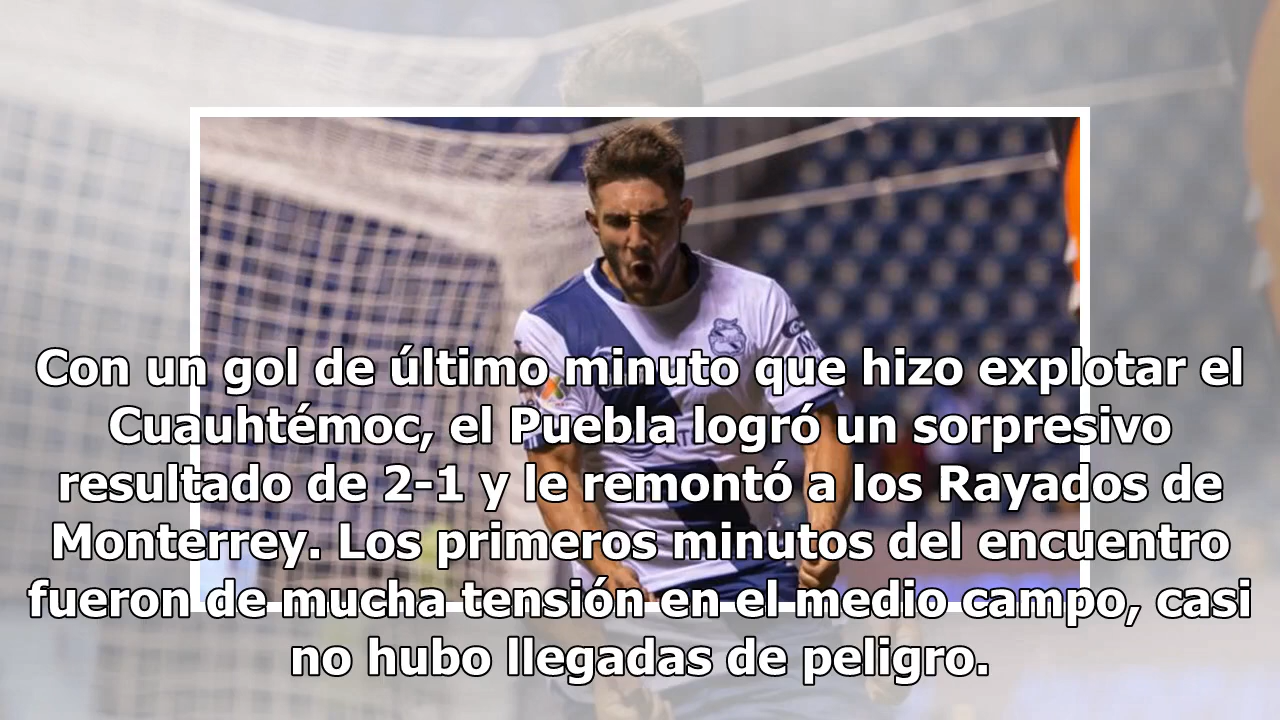 Con un gol de último minuto que hizo explotar el
Cuauhtémoc, el Puebla logró un sorpresivo
resultado de 2-1 y le remontó a los Rayados de
Monterrey. Los primeros minutos del encuentro
fueron de mucha tensión en el medio campo, casi
no hubo llegadas de peligro.